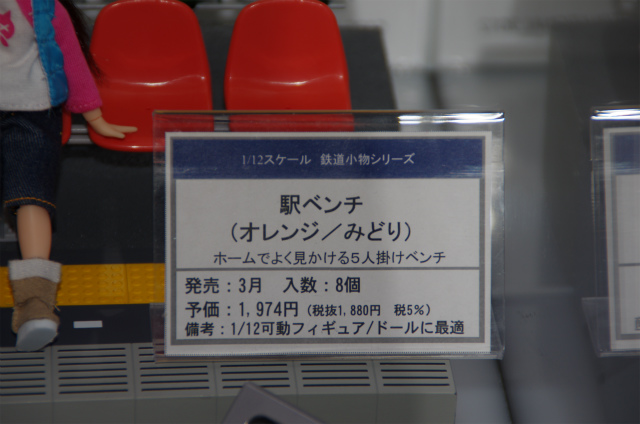 1/12スケール 鉄道小物シリーズ
駅ベンチ
(オレンジ／みどり)
ホームでよく見かける５人掛けベンチ
発売：3月 入数：8個
予価：1,974円（税抜1,880円 税5%）
備考：1/12可動フィギュア/ドールに最適